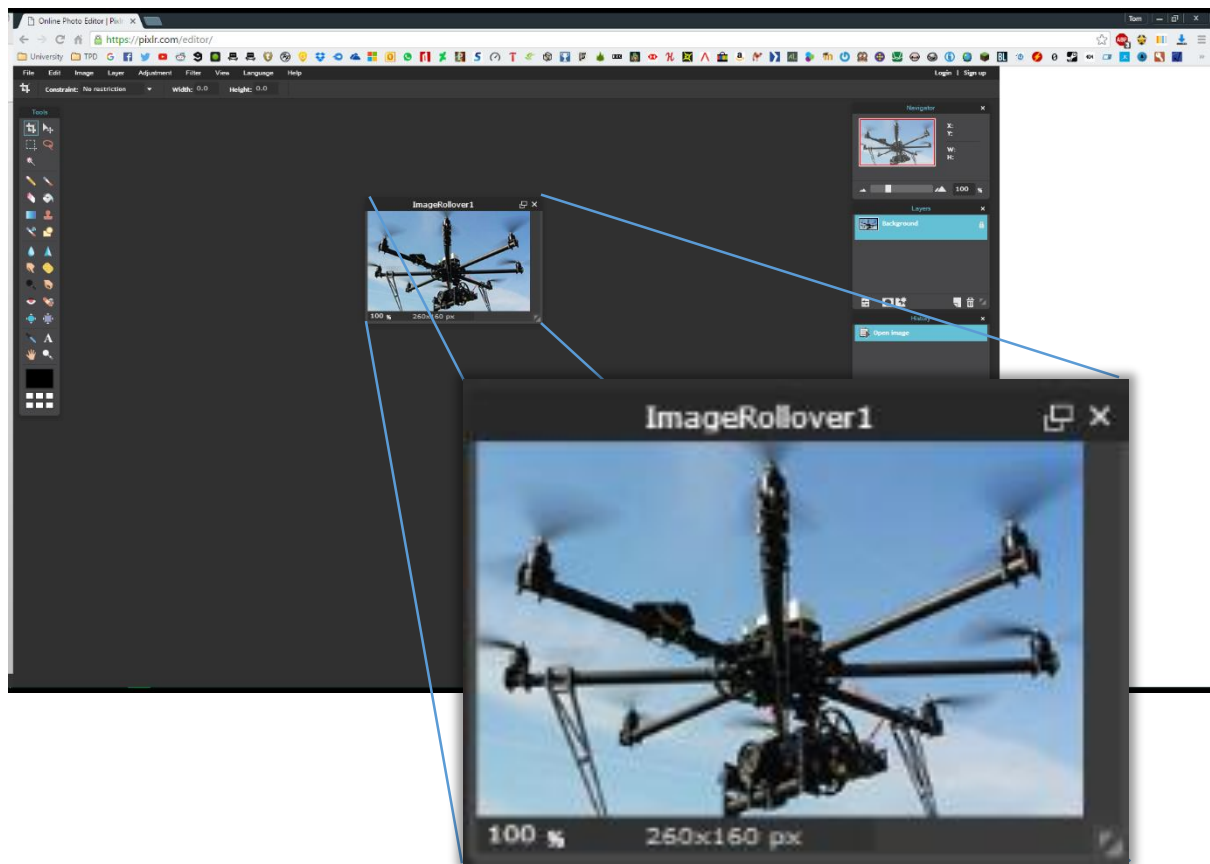 Online Photo Editor | Pixlr
Tom
https://pixlr.com/editor/
University TPD
File Edit Image Layer Adjustment Filter View Language Help
Login | Sign up
Constraint: No restriction Width: 0.0 Height: 0.0
Tools
Navigator
X:
Y:
W:
H:
100 %
ImageRollover1
100 % 260x160 px
Layers
Background
History
Open image
ImageRollover1
100 % 260x160 px